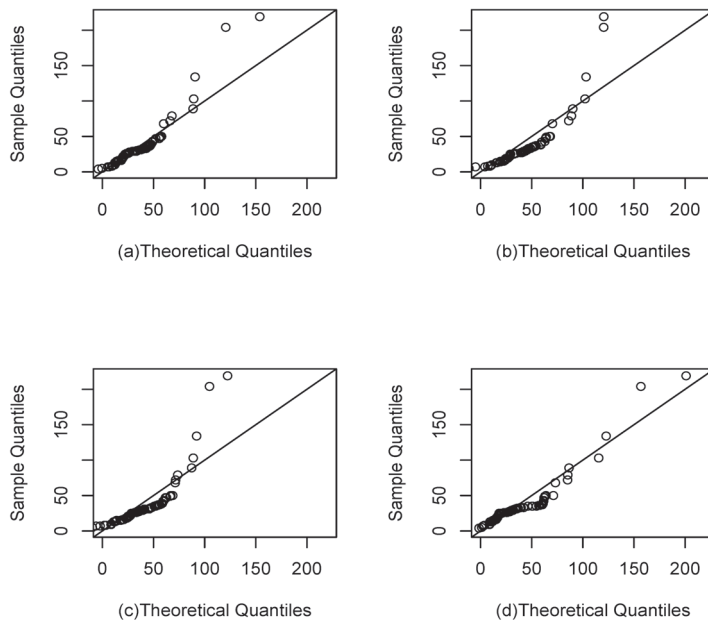 Sample Quantiles
0 50 150
0 50 100 150 200
(a)Theoretical Quantiles
Sample Quantiles
0 50 150
0 50 100 150 200
(b)Theoretical Quantiles
Sample Quantiles
0 50 150
0 50 100 150 200
(c)Theoretical Quantiles
Sample Quantiles
0 50 150
0 50 100 150 200
(d)Theoretical Quantiles